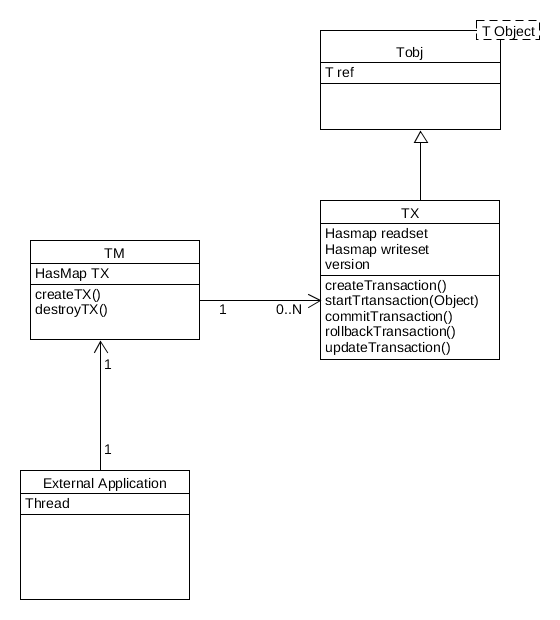 T Object
Tobj
T ref
TX
Hasmap readset
Hasmap writeset
version
createTransaction()
startTrtansaction(Object)
commitTransaction()
rollbackTransaction()
updateTransaction()
TM
HasMap TX
createTX()
destroyTX()
1
0..N
1
1
External Application
Thread